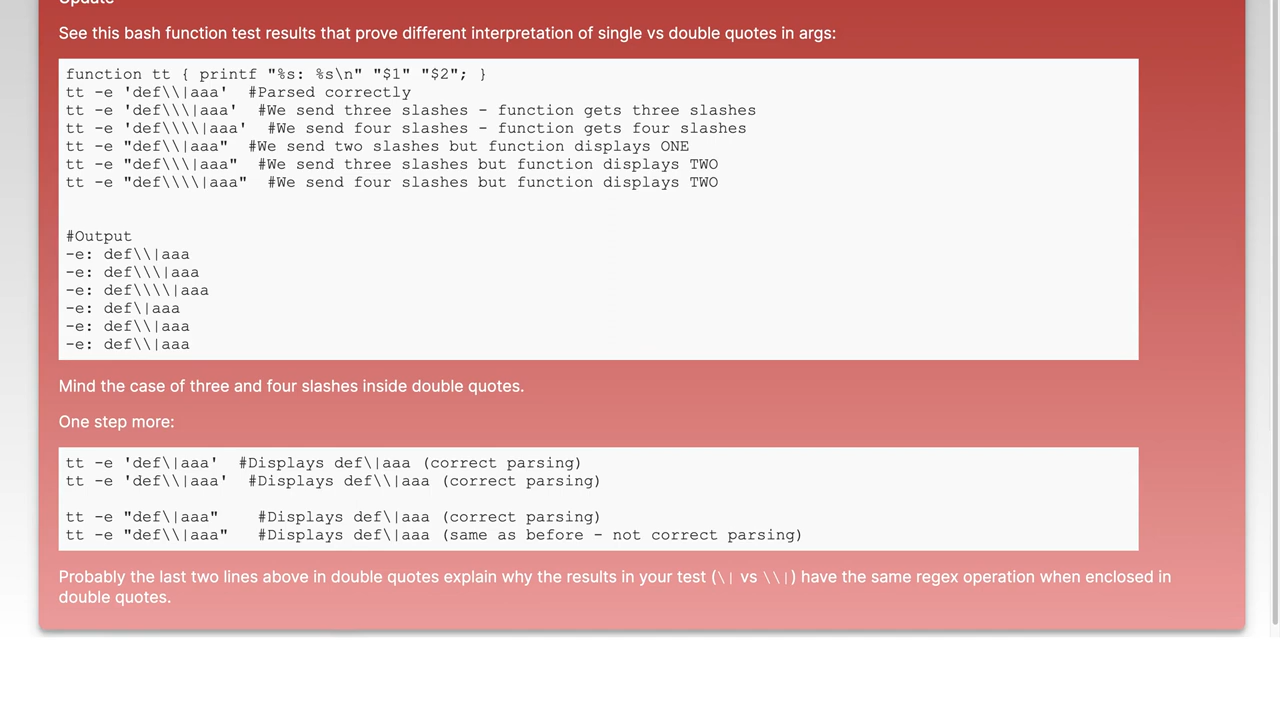 Update
See this bash function test results that prove different interpretation of single vs double quotes in args:
function tt { printf "%s: %s\n" "$1" "$2"; }
tt -e 'def\\|aaa'  #Parsed correctly
tt -e 'def\\\|aaa'  #We send three slashes - function gets three slashes
tt -e 'def\\\\|aaa'  #We send four slashes - function gets four slashes
tt -e "def\\|aaa"  #We send two slashes but function displays ONE
tt -e "def\\\|aaa"  #We send three slashes but function displays TWO
tt -e "def\\\\|aaa"  #We send four slashes but function displays TWO
#Output
-e: def\\|aaa
-e: def\\\|aaa
-e: def\\\\|aaa
-e: def\|aaa
-e: def\\|aaa
-e: def\\|aaa
Mind the case of three and four slashes inside double quotes.
One step more:
tt -e 'def\|aaa'  #Displays def\|aaa (correct parsing)
tt -e 'def\\|aaa'  #Displays def\\|aaa (correct parsing)
tt -e "def\|aaa"    #Displays def\|aaa (correct parsing)
tt -e "def\\|aaa"   #Displays def\|aaa (same as before - not correct parsing)
Probably the last two lines above in double quotes explain why the results in your test (\| vs \\|) have the same regex operation when enclosed in
double quotes.